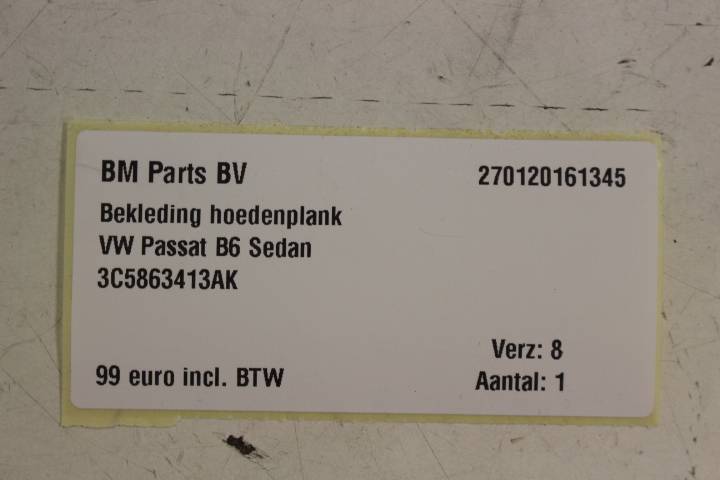 BM Parts BV 270120161345
Bekleding hoedenplank
VW Passat B6 Sedan
3C5863413AK
Verz: 8
99 euro incl. BTW Aantal: 1